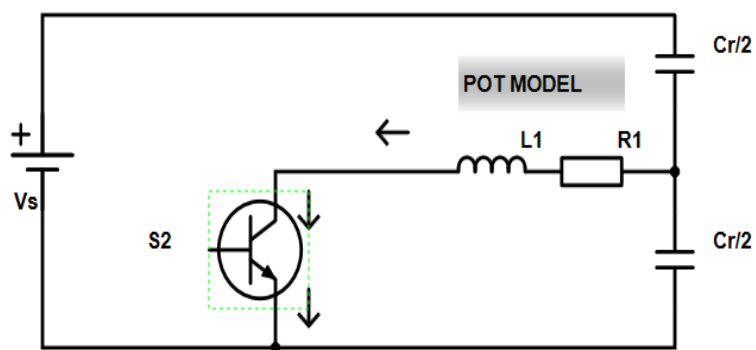 Cr/2
POT MODEL
+
L1
R1
Vs
S2
Cr/2